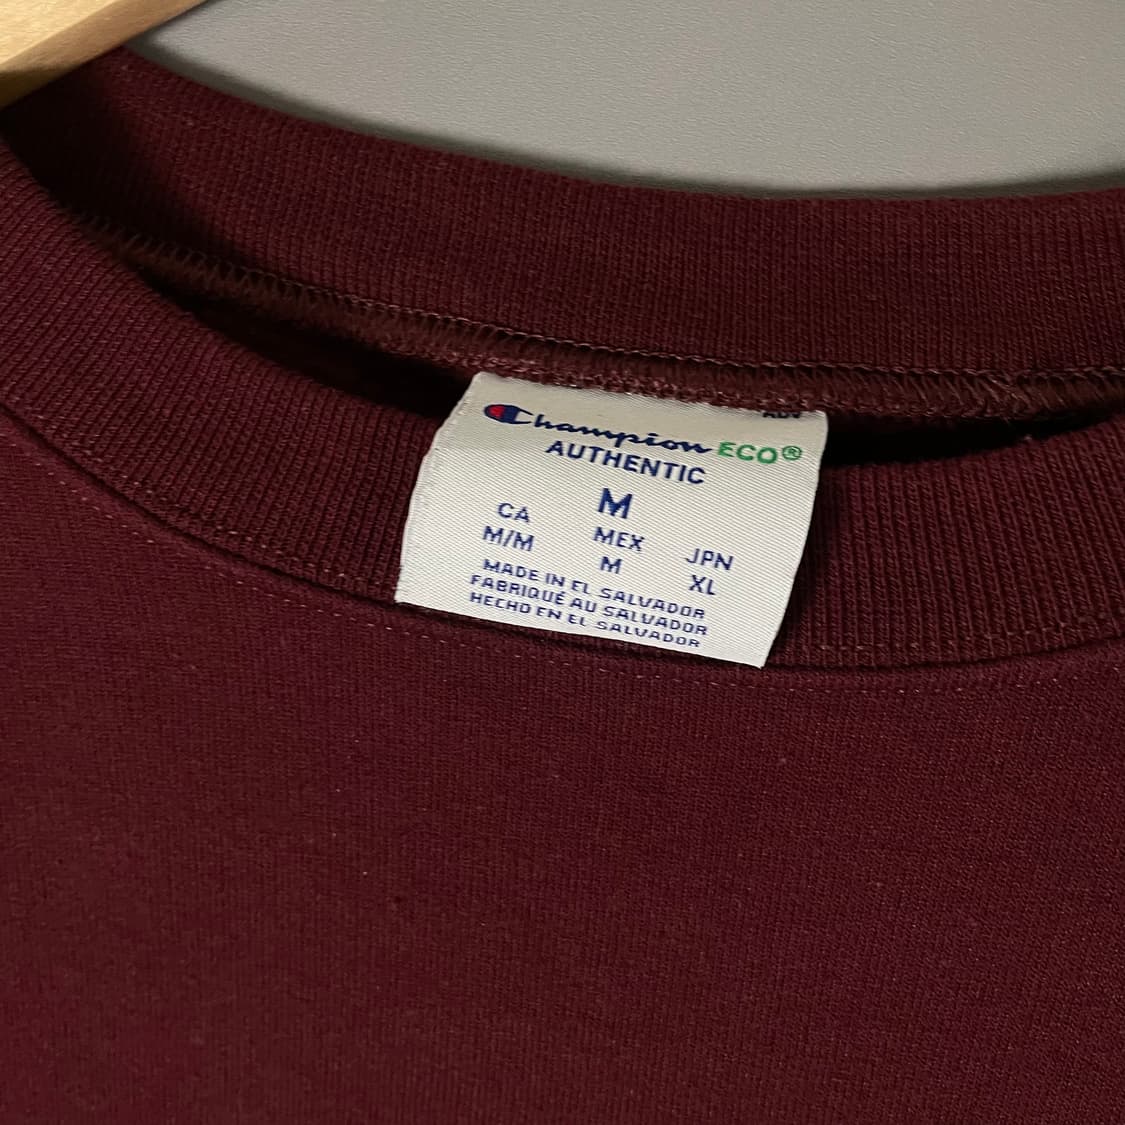 Champion ECO®
AUTHENTIC
M
CA MEX JPN
M/M M XL
MADE IN EL SALVADOR
FABRIQUÉ AU SALVADOR
HECHO EN EL SALVADOR